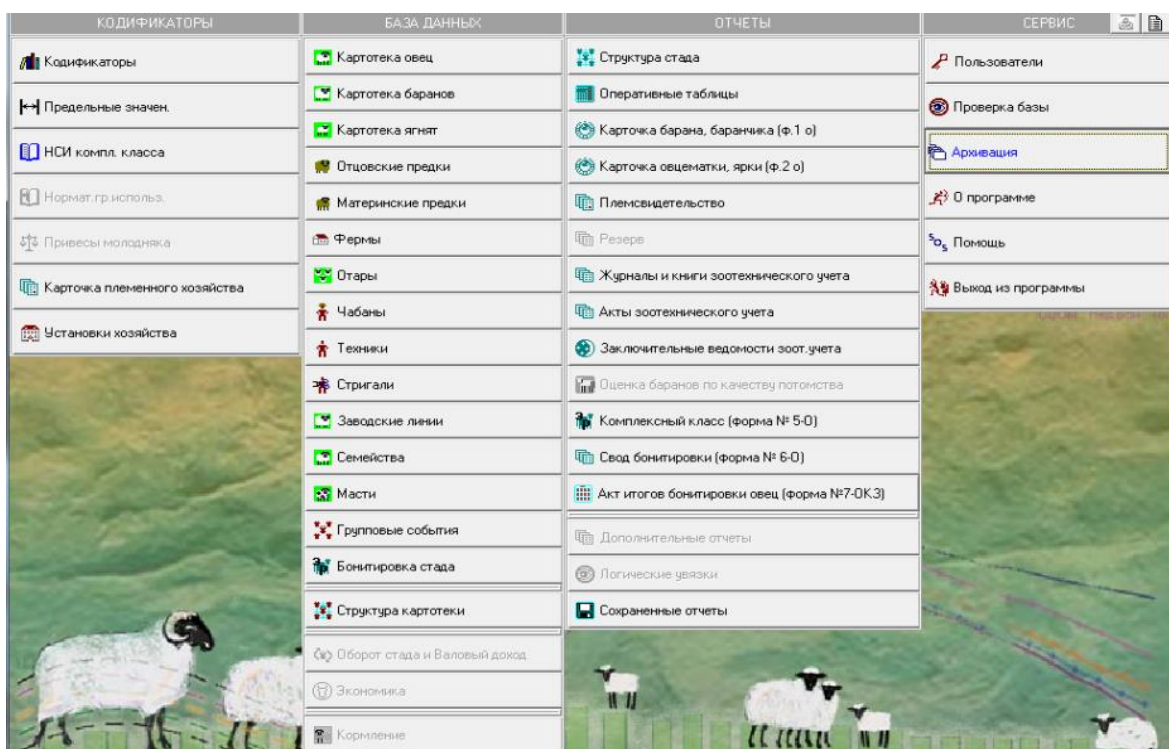 КОДИФИКАТОРЫ
Кодификаторы
Предельные значен.
НСИ компл. класса
Нормат.гр.использ.
Привесы молодняка
Карточка племенного хозяйства
Установки хозяйства
БАЗА ДАННЫХ
Картотека овец
Картотека баранов
Картотека ягнят
Отцовские предки
Материнские предки
Фермы
Отары
Чабаны
Техники
Стригали
Заводские линии
Семейства
Масти
Групповые события
Бонитировка стада
Структура картотеки
Оборот стада и Валовый доход
Экономика
Кормление
ОТЧЕТЫ
Структура стада
Оперативные таблицы
Карточка барана, баранчика (ф.1 о)
Карточка овцематки, ярки (ф.2 о)
Племсвидетельство
Резерв
Журналы и книги зоотехнического учета
Акты зоотехнического учета
Заключительные ведомости зоот.учета
Оценка баранов по качеству потомства
Комплексный класс (форма № 5-О)
Свод бонитировки (форма № 6-О)
Акт итогов бонитировки овец (форма №7-ОК.3)
Дополнительные отчеты
Логические увязки
Сохраненные отчеты
СЕРВИС
Пользователи
Проверка базы
Архивация
О программе
SOS Помощь
Выход из программы